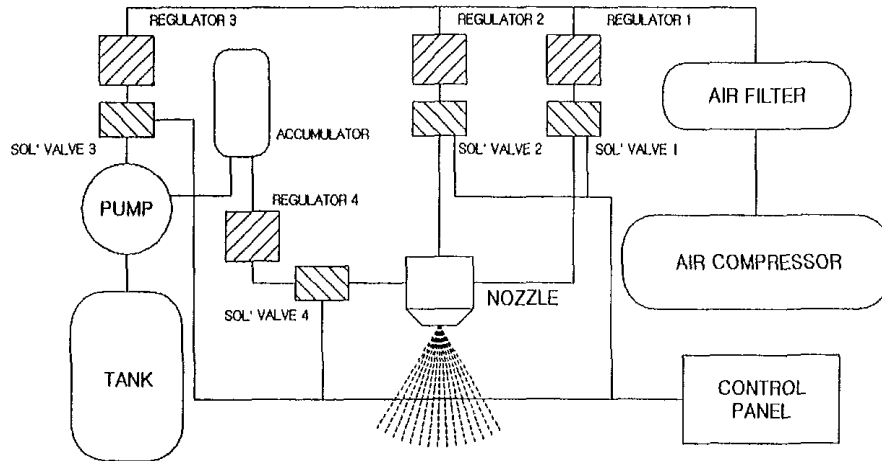 REGULATOR 3
REGULATOR 2
REGULATOR 1
AIR FILTER
ACCUMULATOR
SOL' VALVE 3
SOL' VALVE 2
SOL' VALVE 1
PUMP
REGULATOR 4
AIR COMPRESSOR
NOZZLE
SOL' VALVE 4
TANK
CONTROL
PANEL